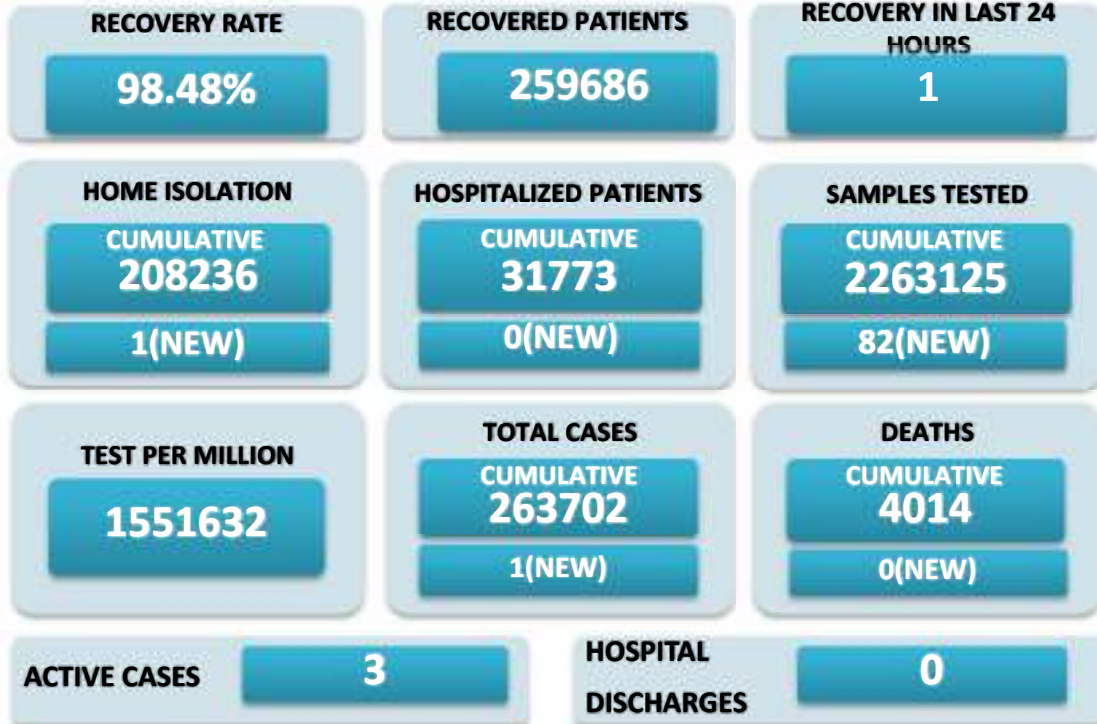 RECOVERY RATE
98.48%
RECOVERED PATIENTS
259686
RECOVERY IN LAST 24
HOURS
1
HOME ISOLATION
CUMULATIVE
208236
1(NEW)
HOSPITALIZED PATIENTS
CUMULATIVE
31773
0(NEW)
SAMPLES TESTED
CUMULATIVE
2263125
82(NEW)
TEST PER MILLION
1551632
TOTAL CASES
CUMULATIVE
263702
1(NEW)
DEATHS
CUMULATIVE
4014
0(NEW)
ACTIVE CASES
3
HOSPITAL
DISCHARGES
0